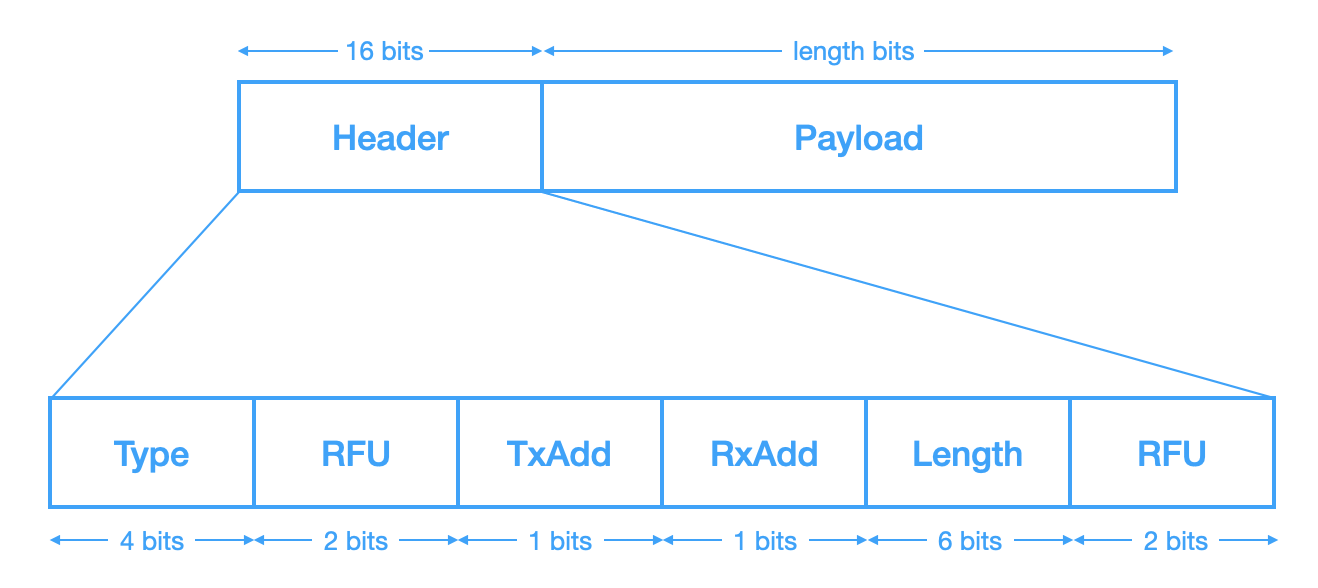 16 bits length bits
Header Payload
Type RFU TxAdd RxAdd Length RFU
4 bits 2 bits 1 bits 1 bits 6 bits 2 bits